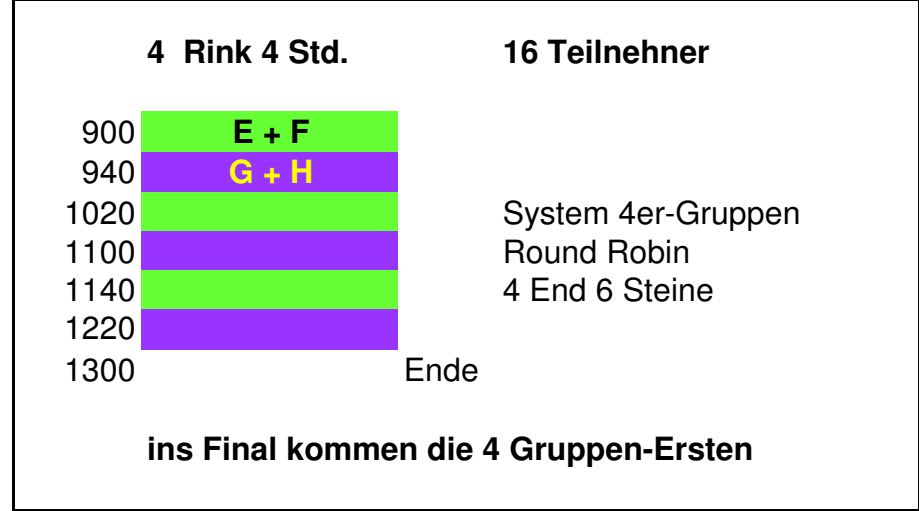 4 Rink 4 Std. 16 Teilnehner
900 E + F
940 G + H
1020 System 4er-Gruppen
1100 Round Robin
1140 4 End 6 Steine
1220
1300 Ende
ins Final kommen die 4 Gruppen-Ersten